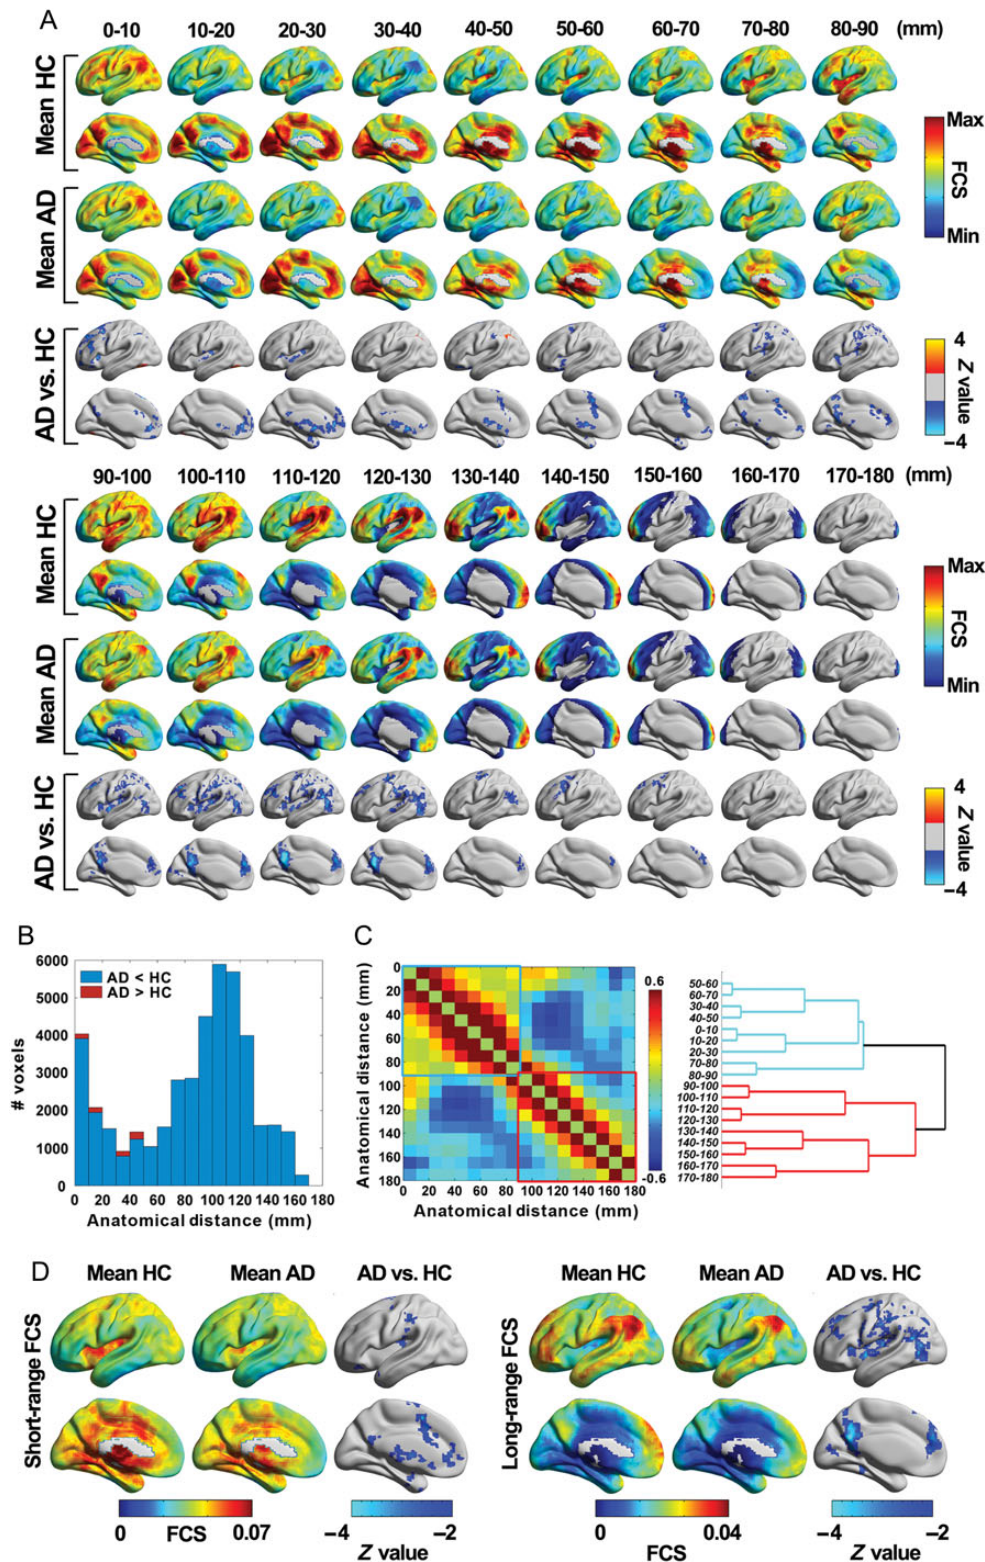 A
0-10 10-20 20-30 30-40 40-50 50-60 60-70 70-80 80-90 (mm)
Mean HC
Mean AD
AD vs. HC
Max
FCS
Min
4
Z value
−4
90-100 100-110 110-120 120-130 130-140 140-150 150-160 160-170 170-180 (mm)
Mean HC
Mean AD
AD vs. HC
Max
FCS
Min
4
Z value
−4
B
6000
5000
4000
3000
2000
1000
0
# voxels
AD < HC
AD > HC
0 20 40 60 80 100 120 140 160 180
Anatomical distance (mm)
C
0
20
40
60
80
100
120
140
160
180
Anatomical distance (mm)
0 20 40 60 80 100 120 140 160 180
Anatomical distance (mm)
0.6
-0.6
50-60
60-70
30-40
40-50
0-10
10-20
20-30
70-80
80-90
90-100
100-110
110-120
120-130
130-140
140-150
150-160
160-170
170-180
D
Mean HC Mean AD AD vs. HC
Short-range FCS
0 FCS 0.07
−4 −2
Z value
Mean HC Mean AD AD vs. HC
Long-range FCS
0 0.04
FCS
−4 −2
Z value